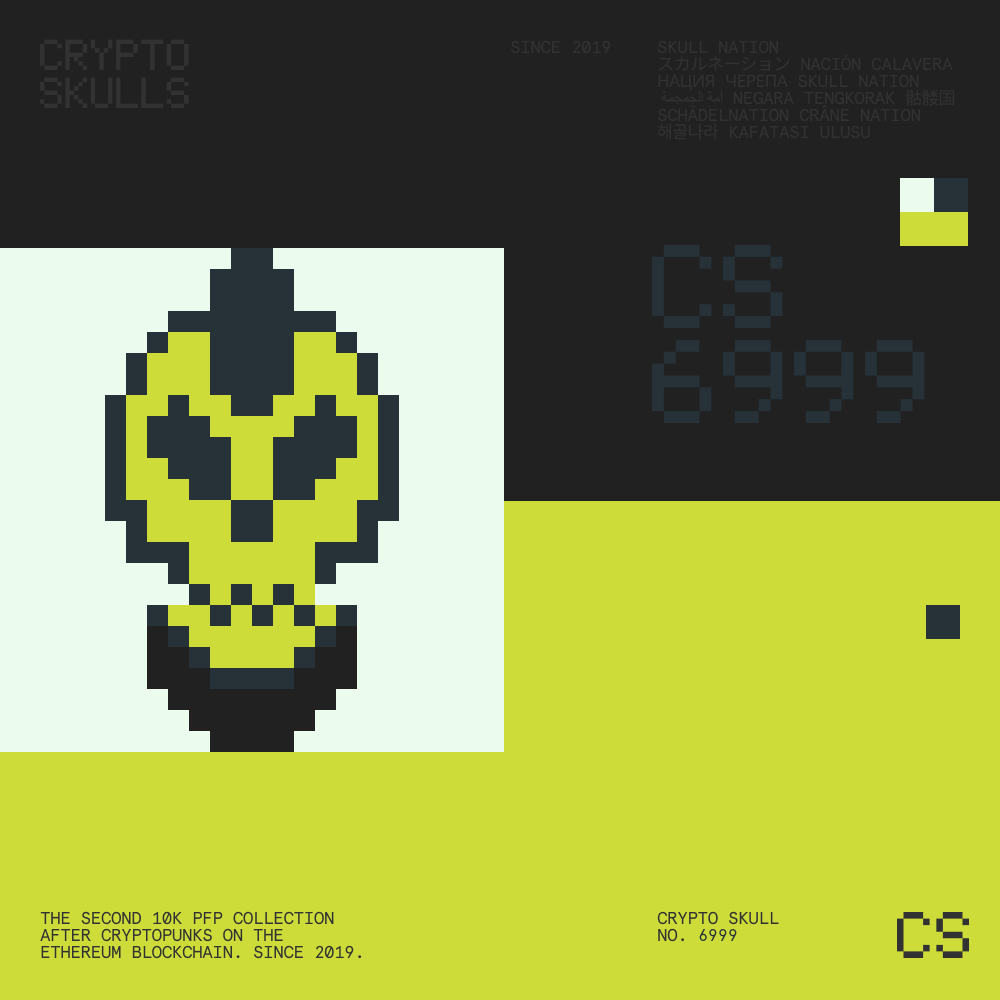 CRYPTO
SKULLS
SINCE 2019
SKULL NATION
スカルネーション NACIÓN CALAVERA
НАЦИЯ ЧЕРЕПА SKULL NATION
أمة الجمجمة NEGARA TENGKORAK 骷髅国
SCHÄDELNATION CRÂNE NATION
해골나라 KAFATASI ULUSU
CS
6999
THE SECOND 10K PFP COLLECTION
AFTER CRYPTOPUNKS ON THE
ETHEREUM BLOCKCHAIN. SINCE 2019.
CRYPTO SKULL
NO. 6999
CS